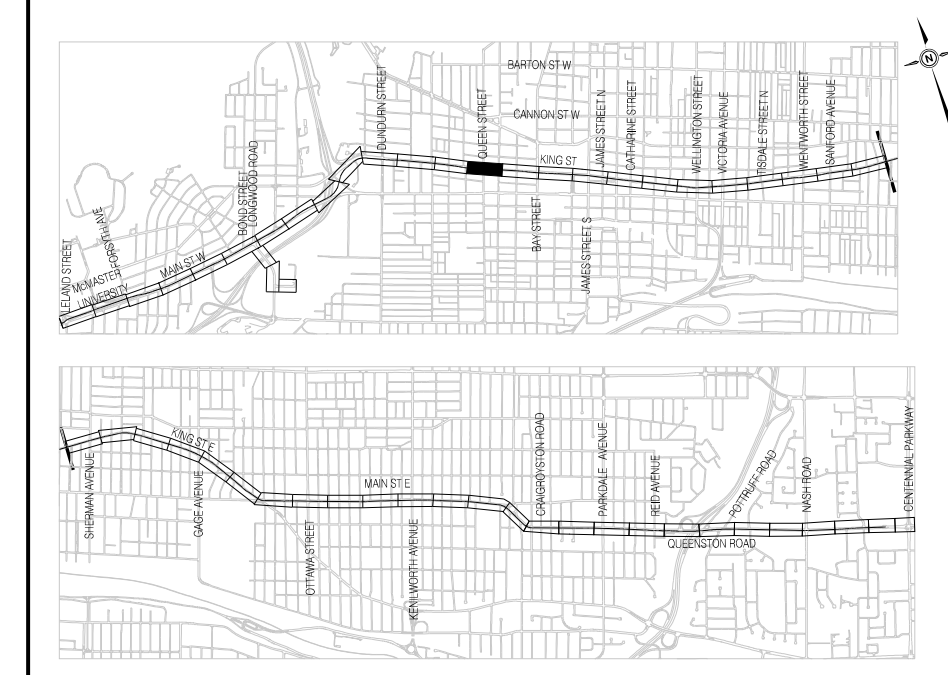 BARTON ST W
N
DUNDURN STREET
QUEEN STREET
CANNON ST W
JAMES STREET N
CATHARINE STREET
WELLINGTON STREET
VICTORIA AVENUE
TISDALE STREET N
WENTWORTH STREET
SANFORD AVENUE
KING ST
BOND STREET
LONGWOOD ROAD
BAY STREET
JAMES STREET S
LELAND STREET
FORSYTH AVE
McMASTER
UNIVERSITY
MAIN ST W
SHERMAN AVENUE
KING ST E
GAGE AVENUE
MAIN ST E
OTTAWA STREET
KENILWORTH AVENUE
CRAIGROYSTON ROAD
PARKDALE AVENUE
REID AVENUE
POTTRUFF ROAD
NASH ROAD
CENTENNIAL PARKWAY
QUEENSTON ROAD